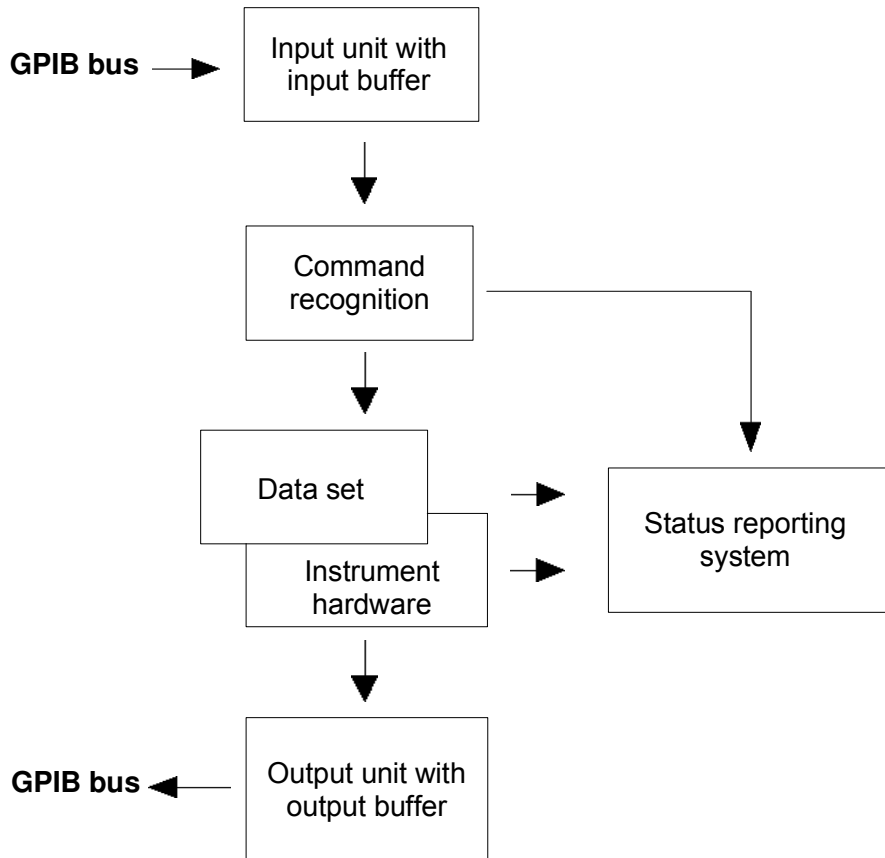 GPIB bus
Input unit with
input buffer
Command
recognition
Data set
Instrument
hardware
Status reporting
system
GPIB bus
Output unit with
output buffer